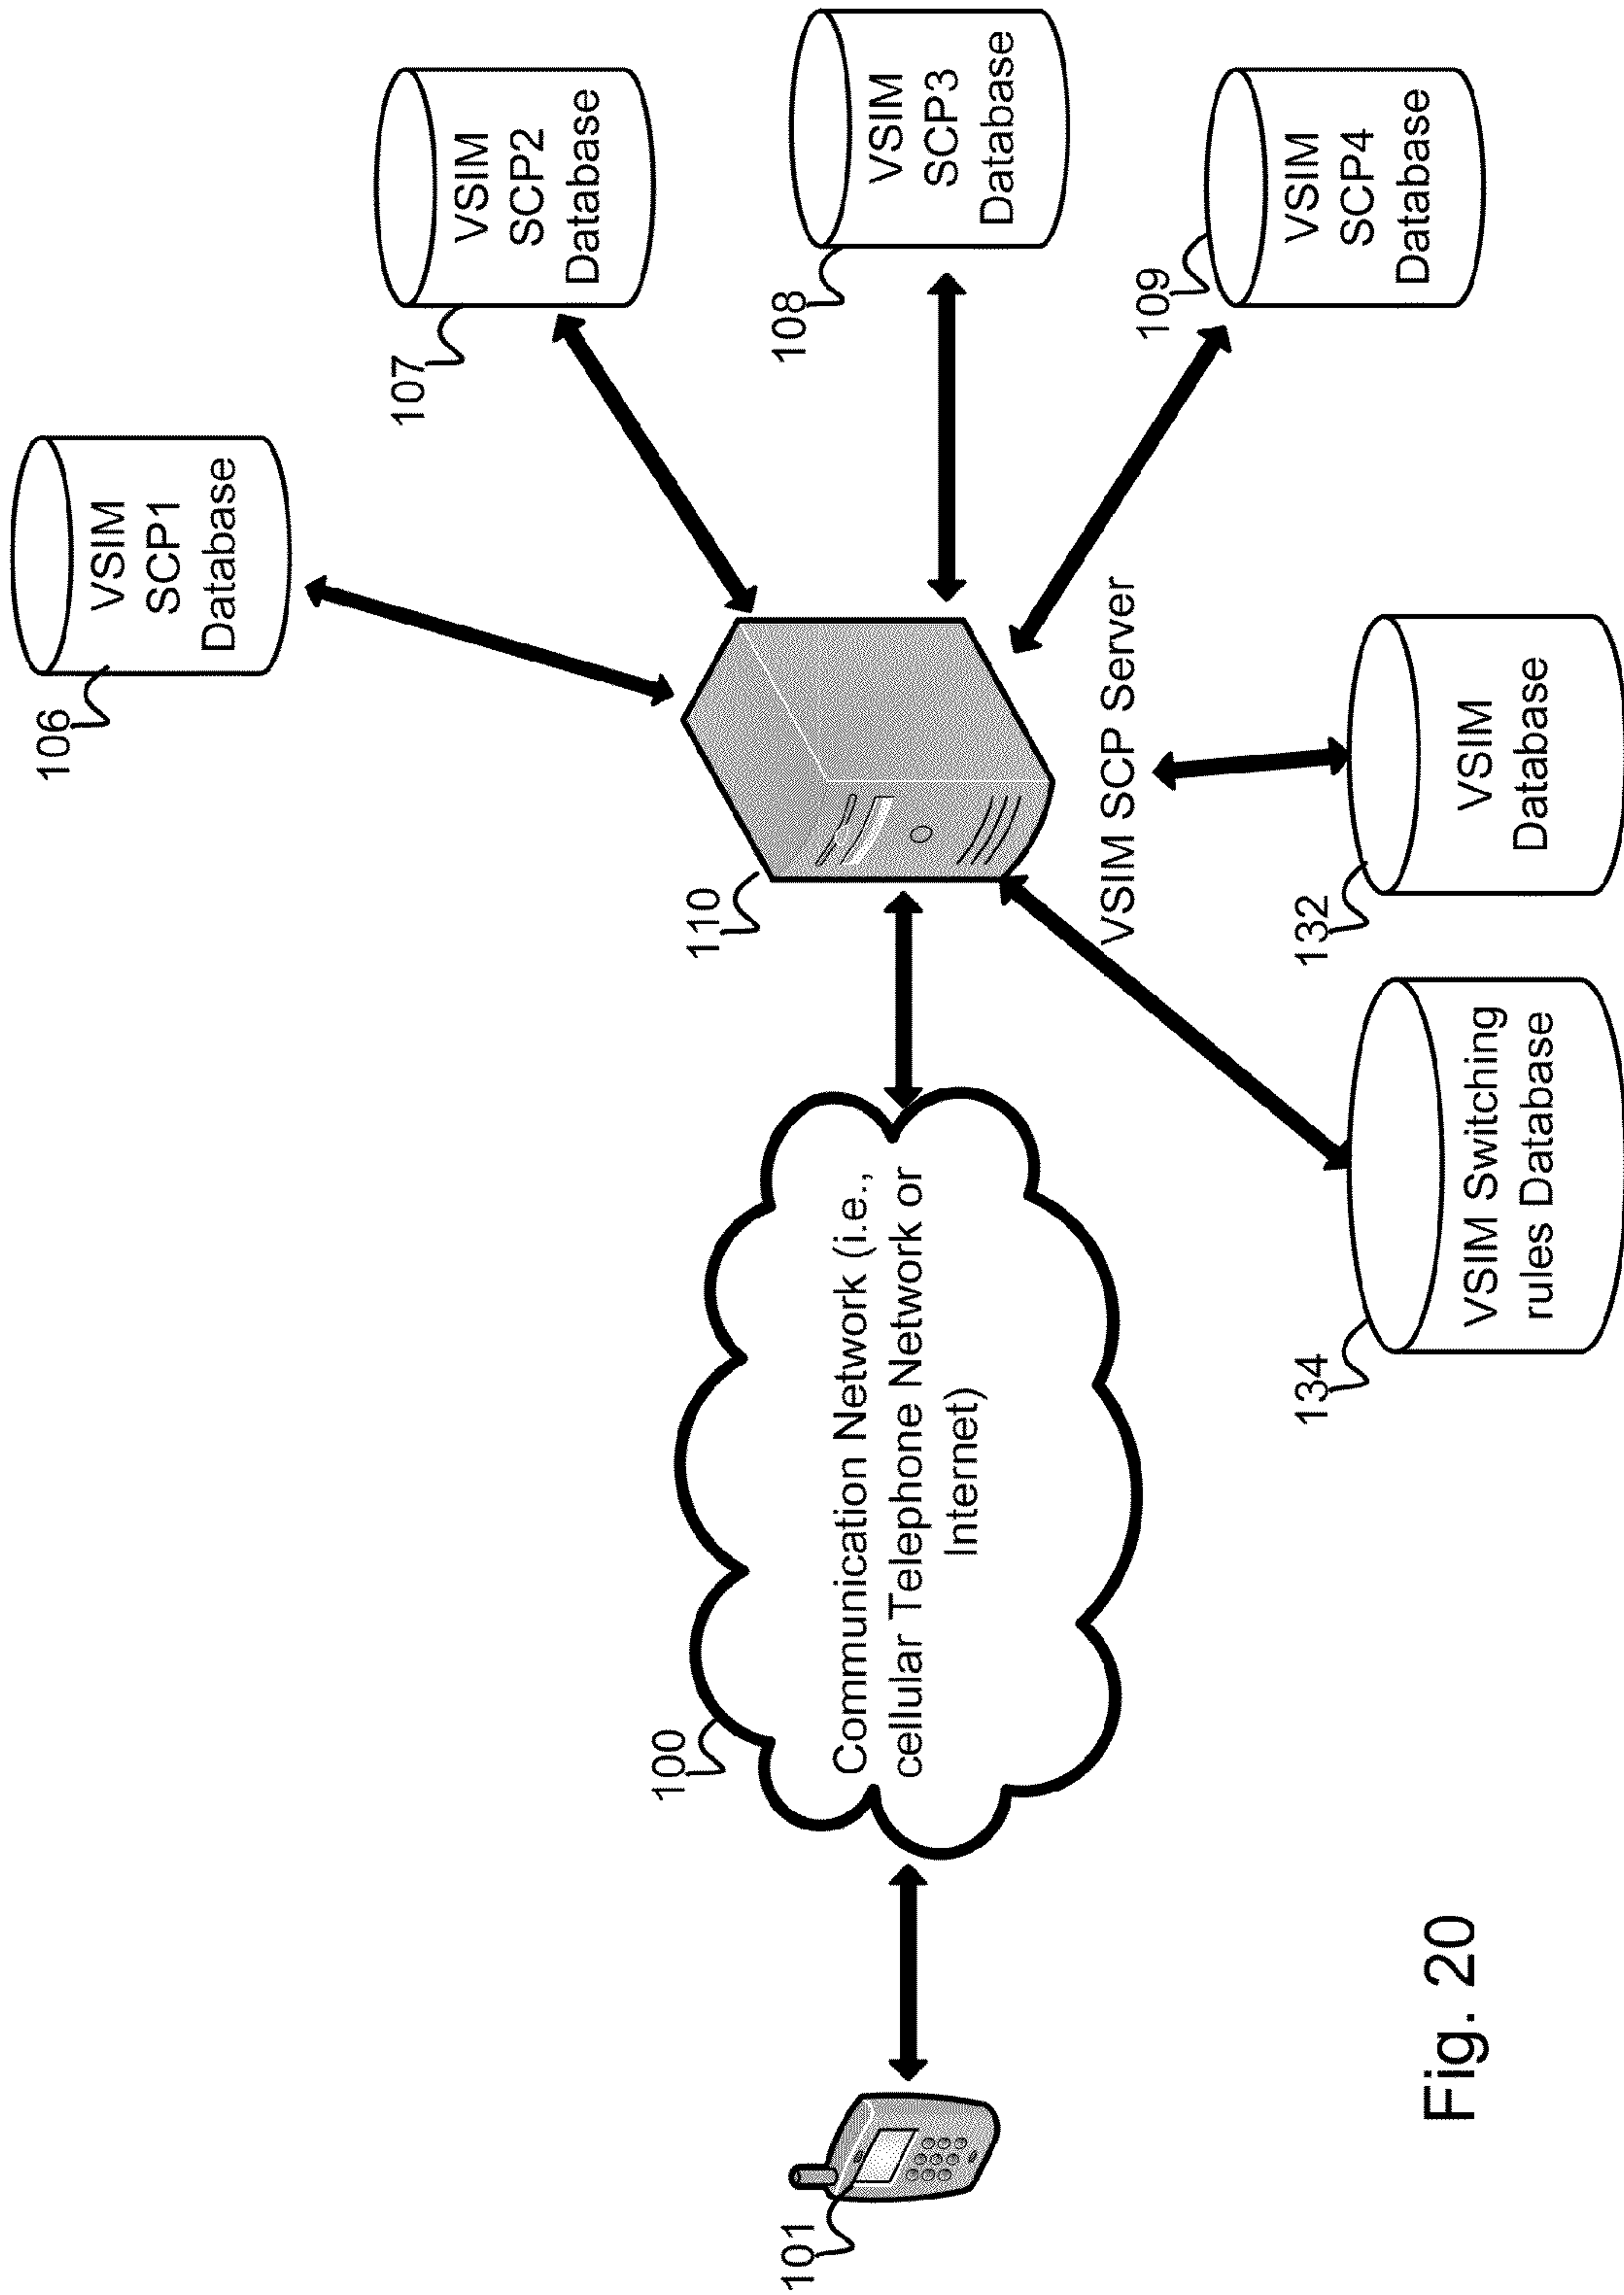 106
VSIM
SCP1
Database
107
VSIM
SCP2
Database
108
VSIM
SCP3
Database
109
VSIM
SCP4
Database
110
VSIM SCP Server
100
Communication Network (i.e.,
cellular Telephone Network or
Internet)
101
134
VSIM Switching
rules Database
132
VSIM
Database
Fig. 20